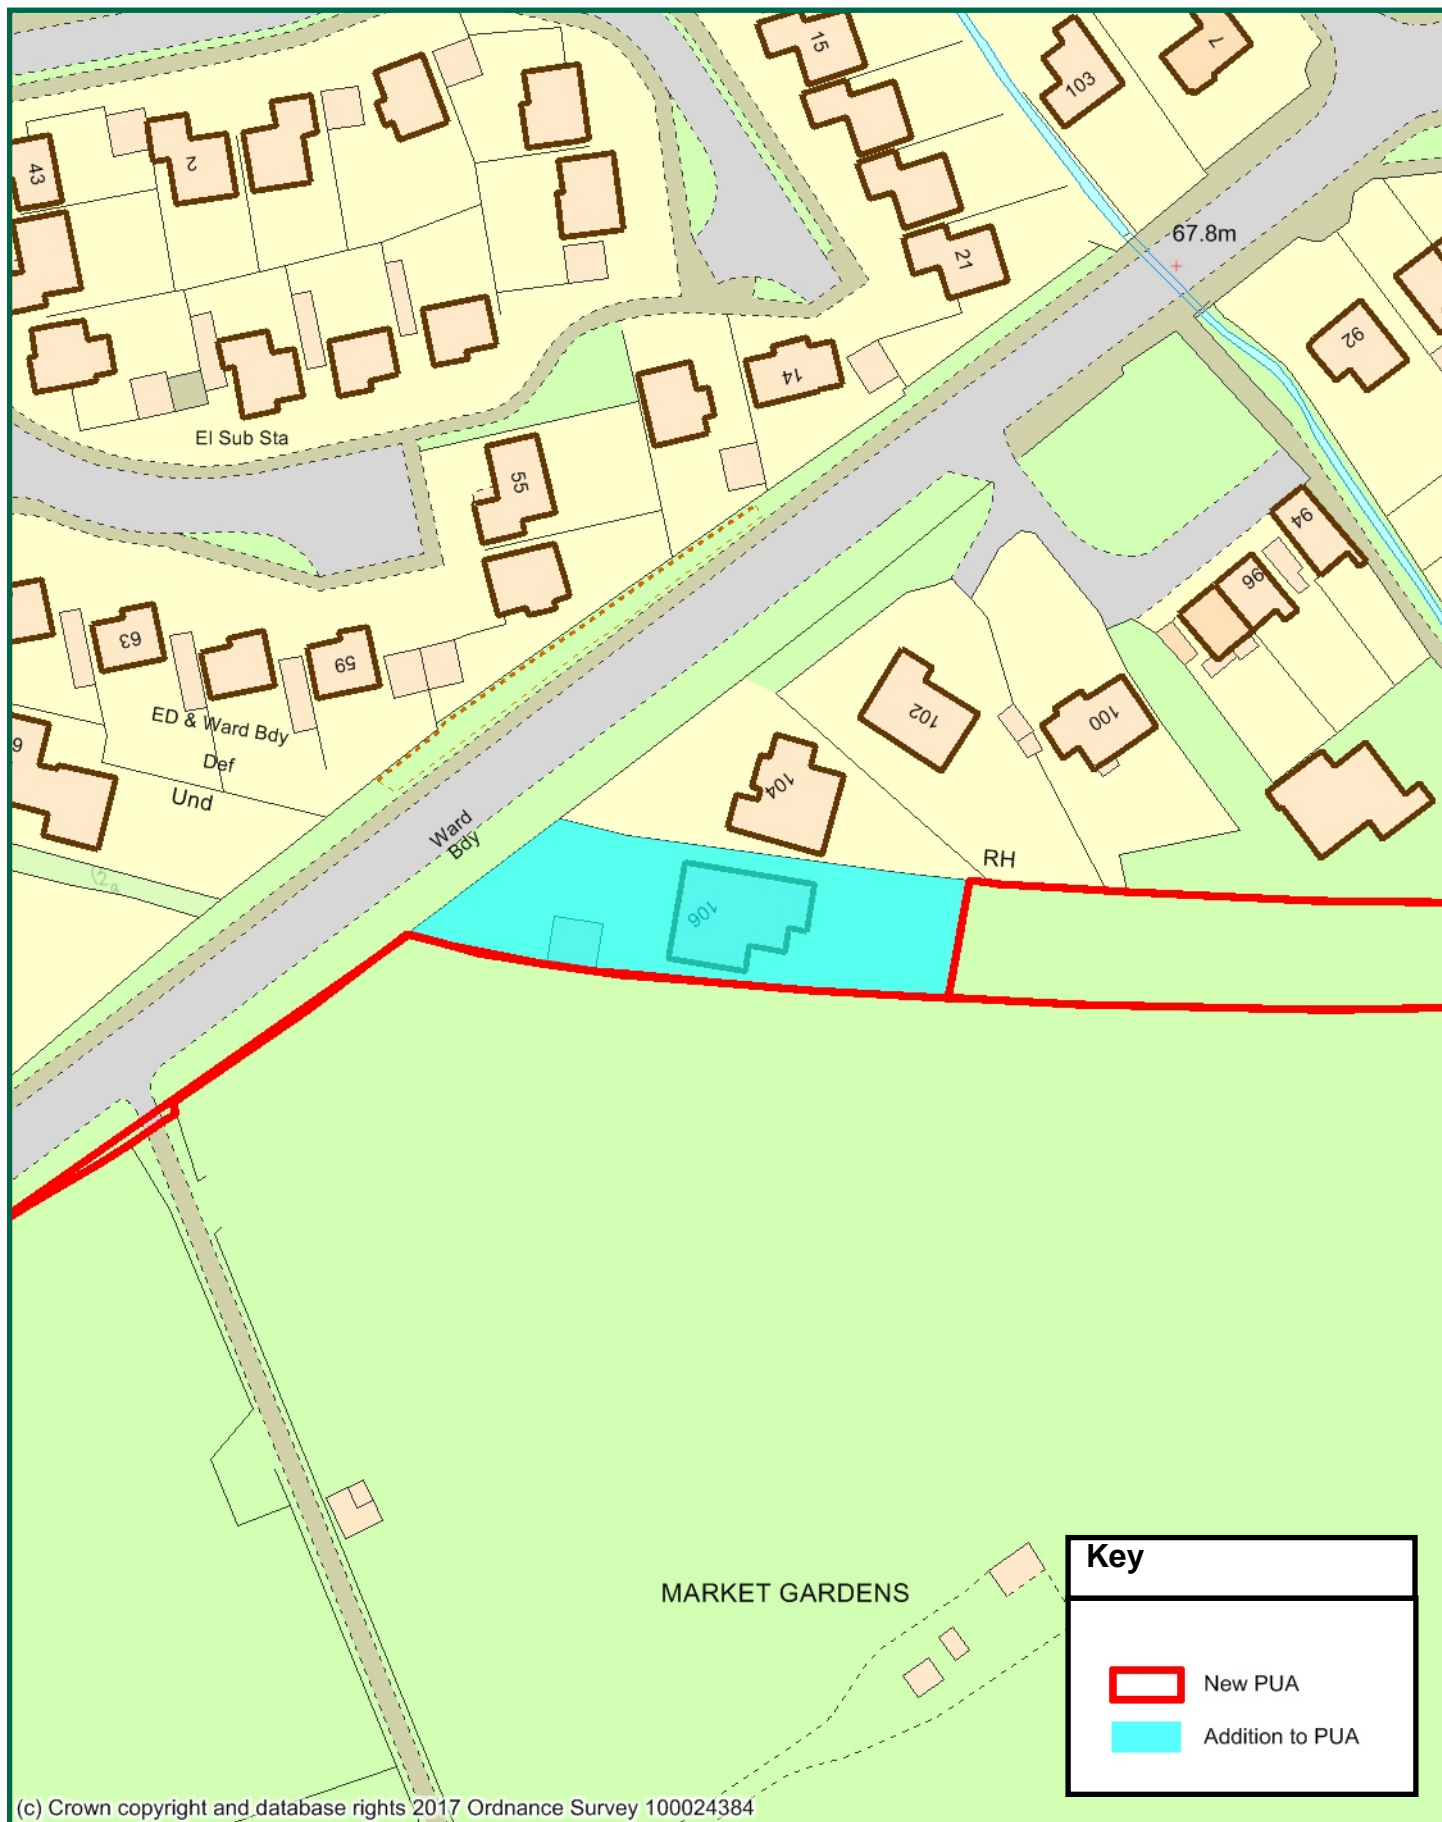 15
103
7
2
43
67.8m
21
92
14
El Sub Sta
55
94
96
63
59
ED & Ward Bdy
Def
Und
9
102
100
104
Ward
Bdy
RH
106
MARKET GARDENS
Key
New PUA
Addition to PUA
(c) Crown copyright and database rights 2017 Ordnance Survey 100024384